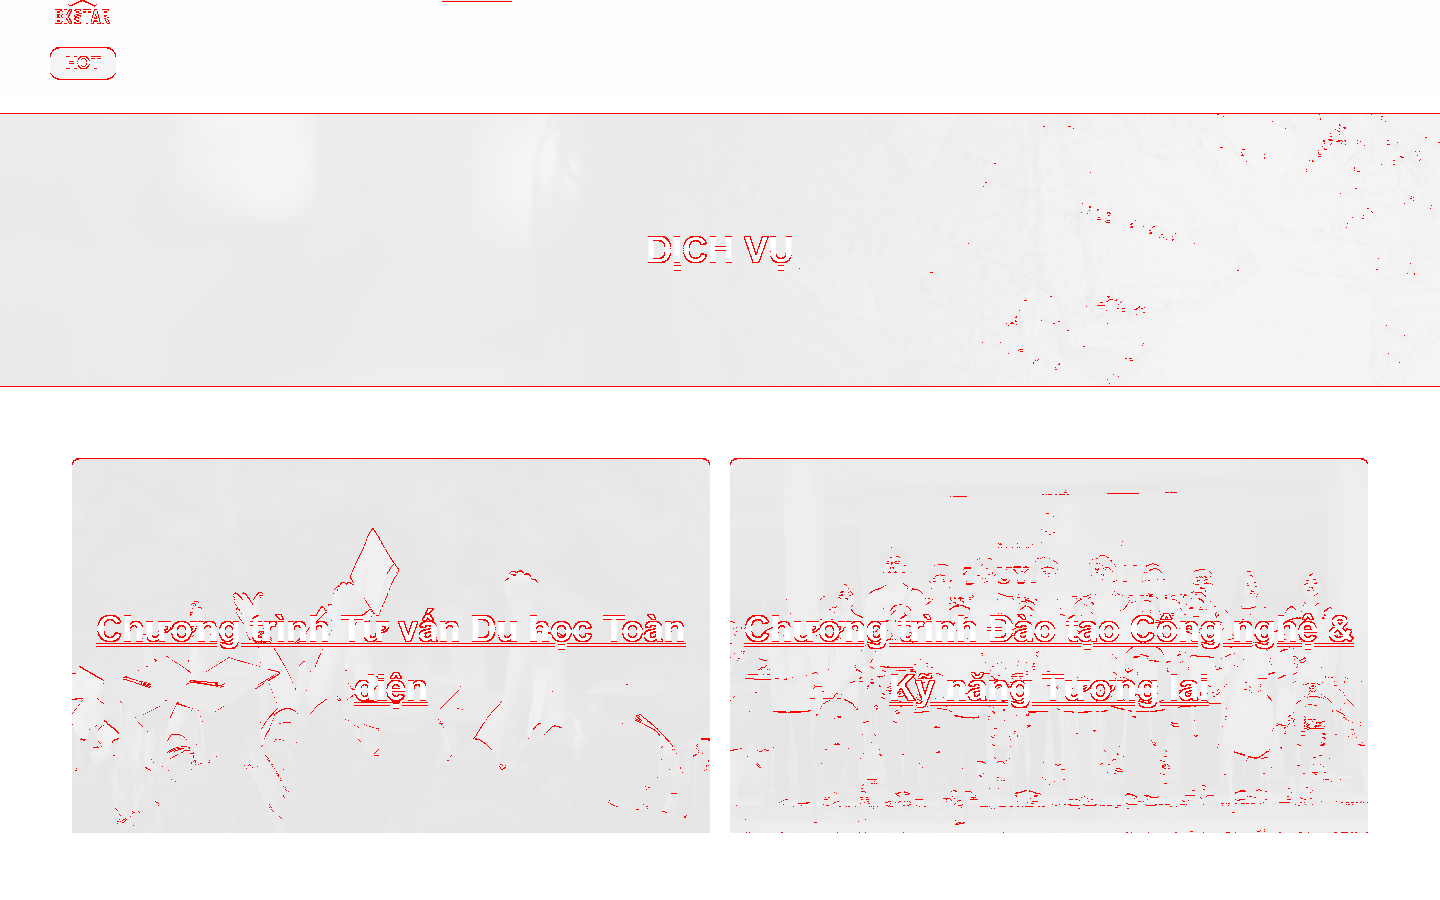 EKSTAR
HOT
DỊCH VỤ
Chương trình Tư vấn Du học Toàn
diện
Chương trình Đào tạo Công nghệ &
Kỹ năng Tương lai